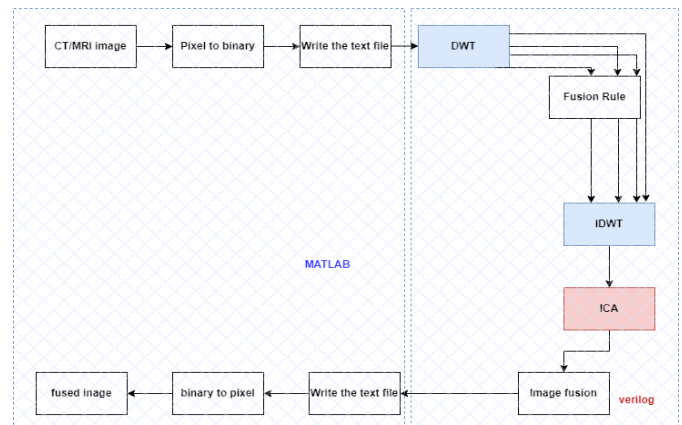 CT/MRI image
Pixel to binary
Write the text file
DWT
Fusion Rule
IDWT
MATLAB
ICA
fused inage
binary to pixel
Write the text file
Image fusion
verilog